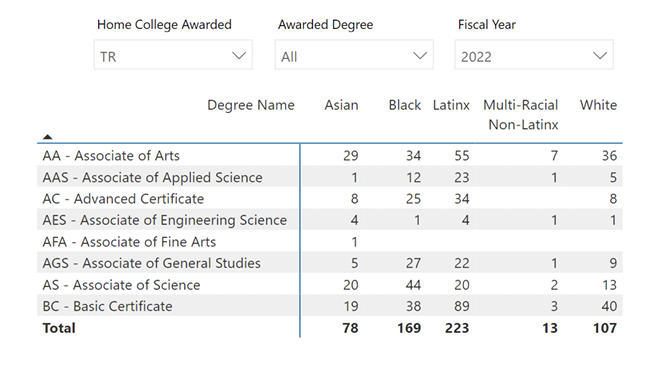 Home College Awarded Awarded Degree Fiscal Year
TR All 2022
Degree Name Asian Black Latinx Multi-Racial Non-Latinx White
AA - Associate of Arts 29 34 55 7 36
AAS - Associate of Applied Science 1 12 23 1 5
AC - Advanced Certificate 8 25 34 8
AES - Associate of Engineering Science 4 1 4 1 1
AFA - Associate of Fine Arts 1
AGS - Associate of General Studies 5 27 22 1 9
AS - Associate of Science 20 44 20 2 13
BC - Basic Certificate 19 38 89 3 40
Total 78 169 223 13 107